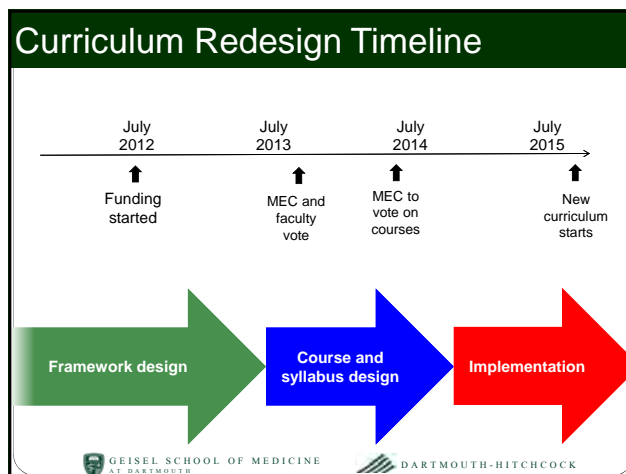 Curriculum Redesign Timeline
July
2012
July
2013
July
2014
July
2015
Funding
started
MEC and
faculty
vote
MEC to
vote on
courses
New
curriculum
starts
Framework design
Course and
syllabus design
Implementation
GEISEL SCHOOL OF MEDICINE
AT DARTMOUTH
DARTMOUTH-HITCHCOCK